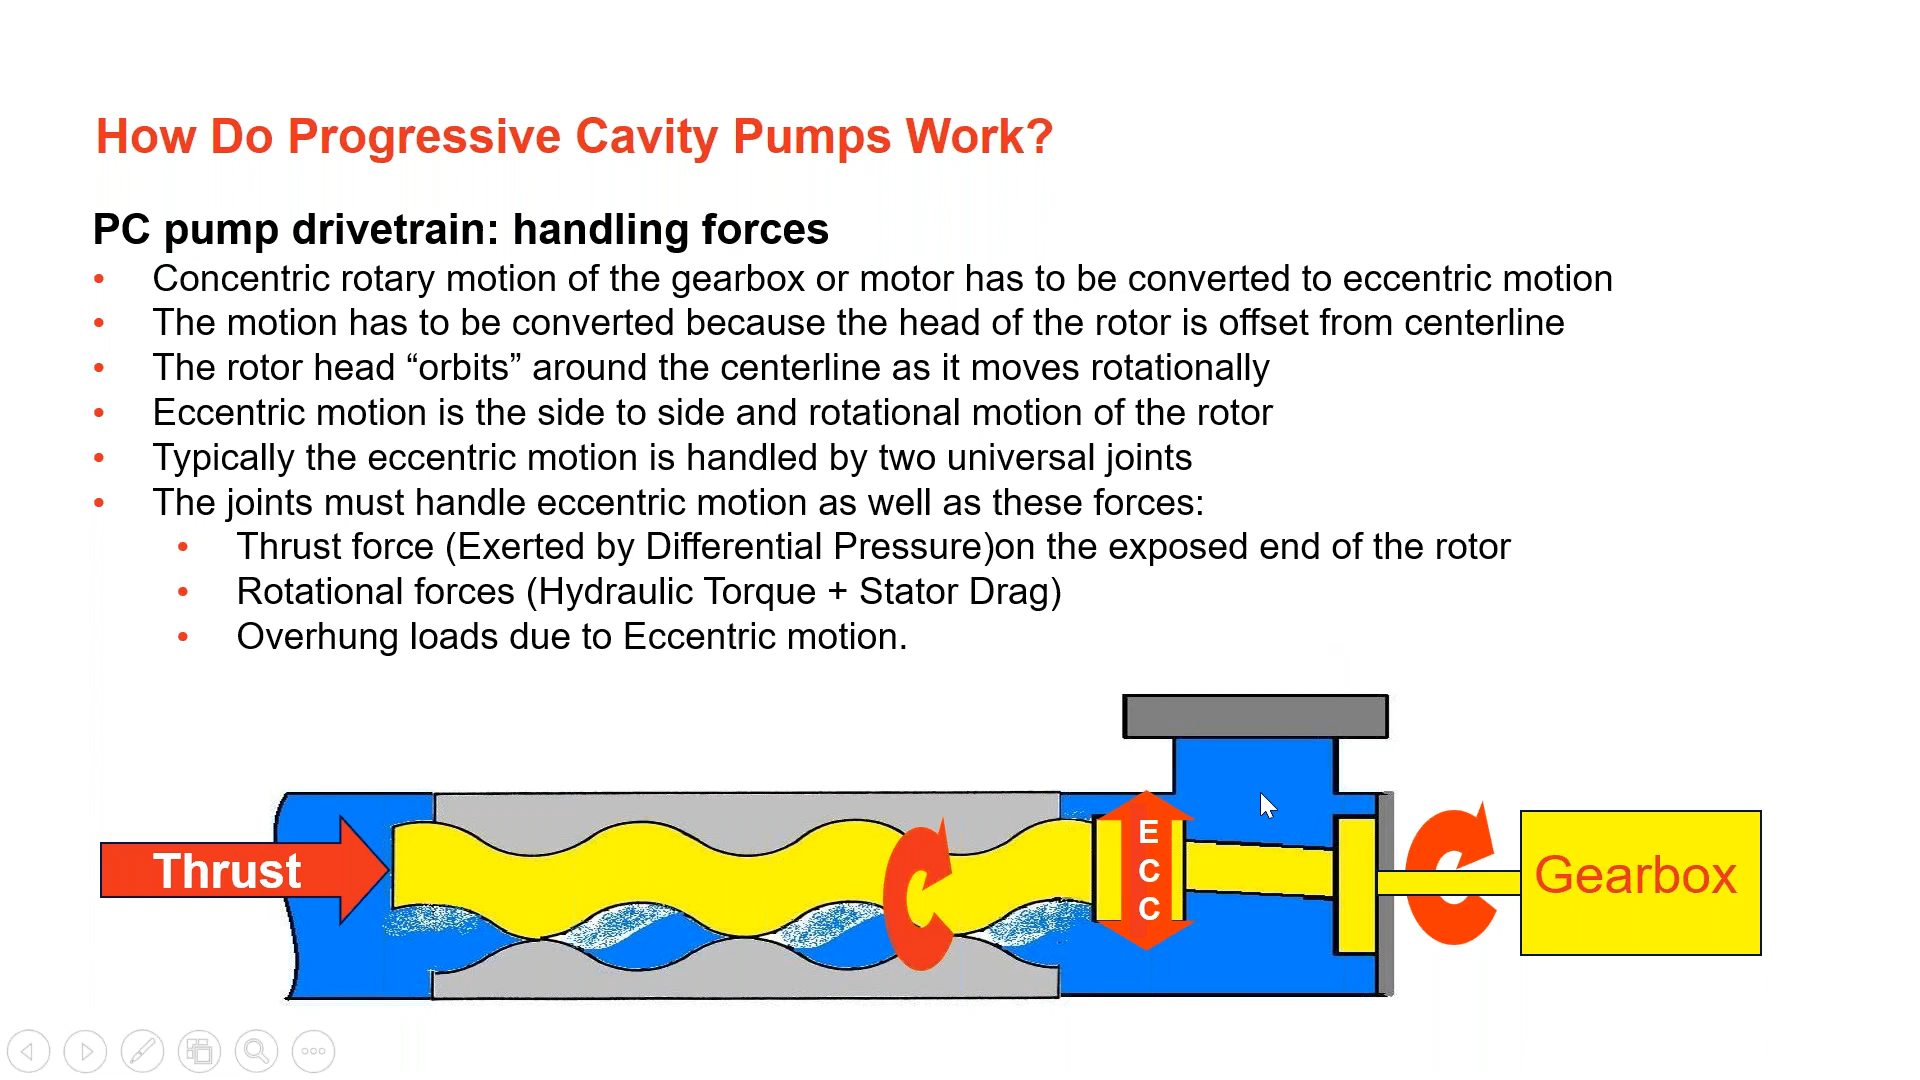 How Do Progressive Cavity Pumps Work?
PC pump drivetrain: handling forces
• Concentric rotary motion of the gearbox or motor has to be converted to eccentric motion
• The motion has to be converted because the head of the rotor is offset from centerline
• The rotor head “orbits” around the centerline as it moves rotationally
• Eccentric motion is the side to side and rotational motion of the rotor
• Typically the eccentric motion is handled by two universal joints
• The joints must handle eccentric motion as well as these forces:
• Thrust force (Exerted by Differential Pressure)on the exposed end of the rotor
• Rotational forces (Hydraulic Torque + Stator Drag)
• Overhung loads due to Eccentric motion.
Thrust
E
C
C
Gearbox